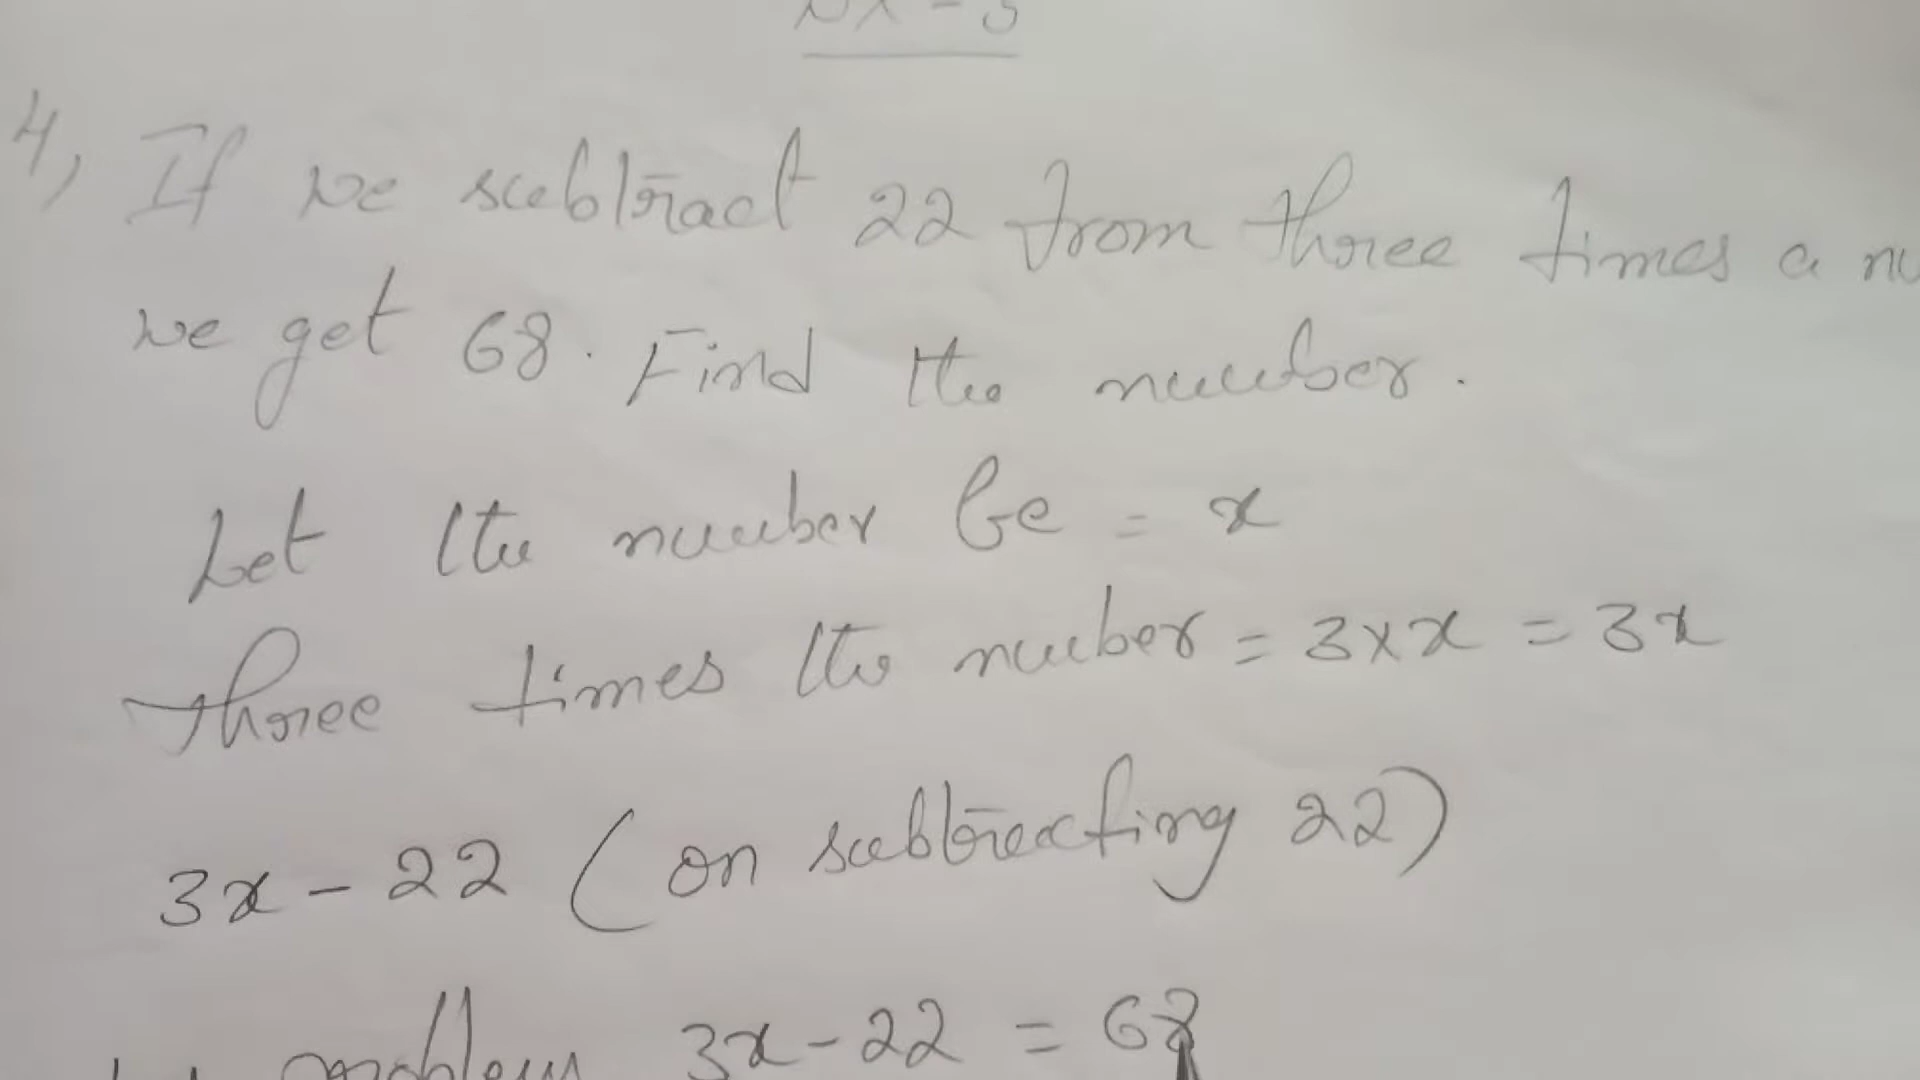 4, If we subtract 22 from three times a
we get 68. Find the number.
Let the number be = x
three times the number = 3×x = 3x
3x - 22 (on subtracting 22)
problem 3x - 22 = 68